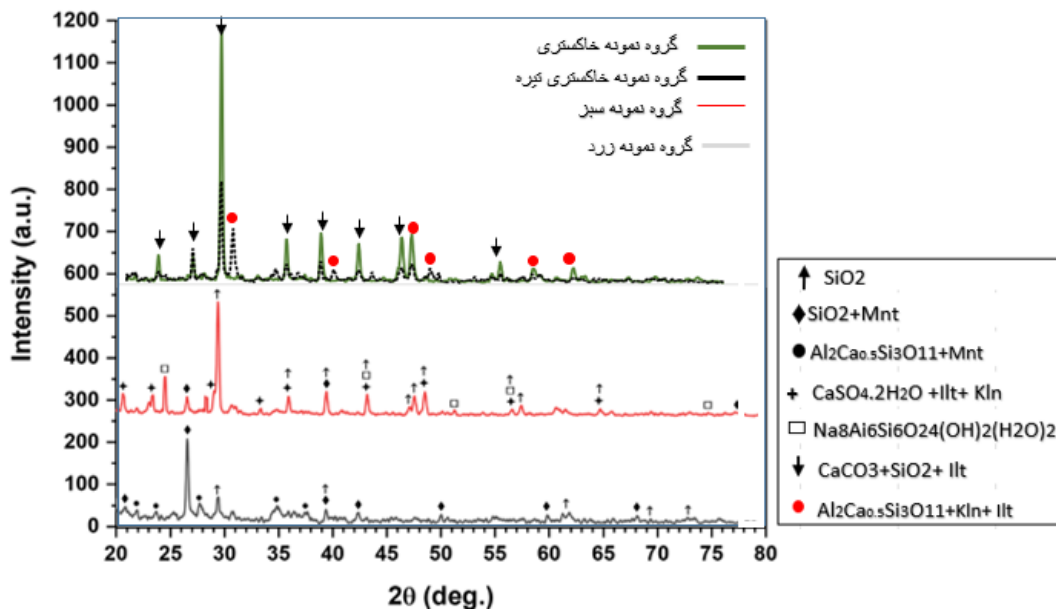 1200
1100
1000
900
800
700
600
500
400
300
200
100
0
Intensity (a.u.)
گروه نمونه خاکستری
گروه نمونه خاکستری تیره
گروه نمونه سبز
گروه نمونه زرد
20 25 30 35 40 45 50 55 60 65 70 75 80
2θ (deg.)
SiO2
SiO2+Mnt
Al2Ca0.5Si3O11+Mnt
CaSO4.2H2O +Ilt+ Kln
Na8Ai6Si6O24(OH)2(H2O)2
CaCO3+SiO2+ Ilt
Al2Ca0.5Si3O11+Kln+ Ilt